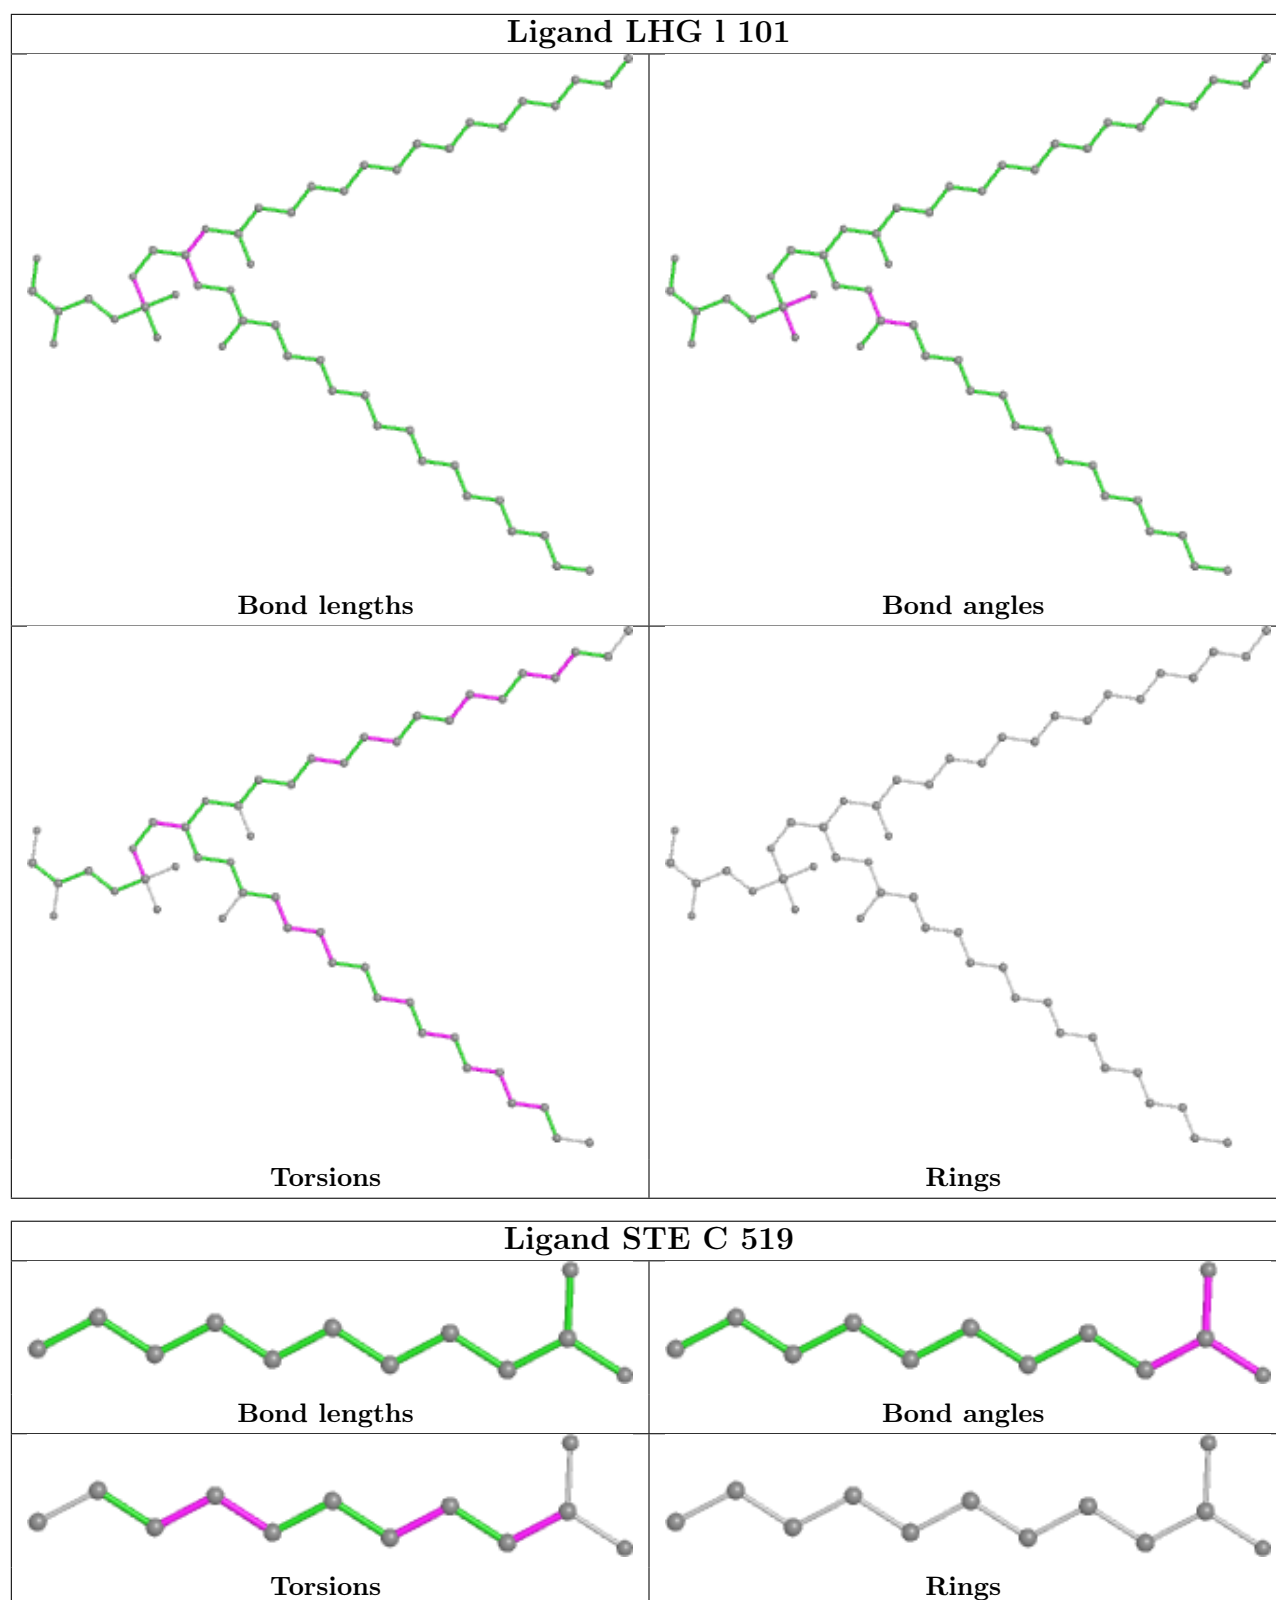 Ligand LHG l 101
Bond lengths
Bond angles
Torsions
Rings
Ligand STE C 519
Bond lengths
Bond angles
Torsions
Rings